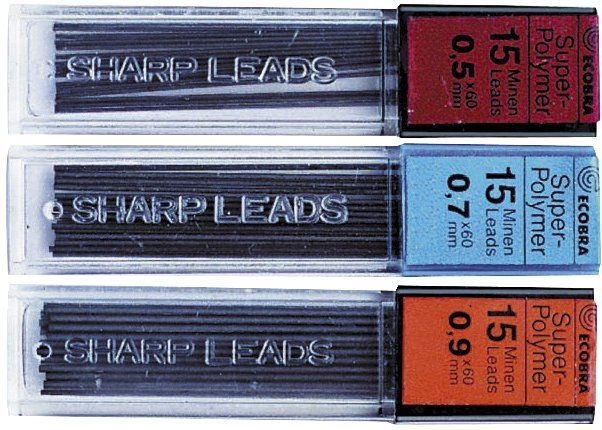 SHARP LEADS
ECOBRA
Super-
Polymer
15 Minen
Leads
0,5 x60
mm
SHARP LEADS
ECOBRA
Super-
Polymer
15 Minen
Leads
0,7 x60
mm
SHARP LEADS
ECOBRA
Super-
Polymer
15 Minen
Leads
0,9 x60
mm